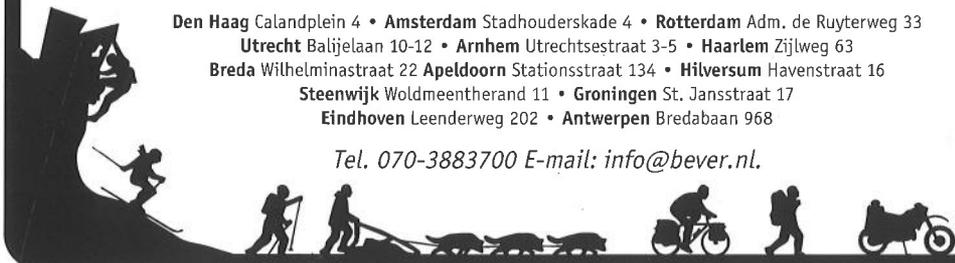 Den Haag Calandplein 4 • Amsterdam Stadhouderskade 4 • Rotterdam Adm. de Ruyterweg 33
Utrecht Balijelaan 10-12 • Arnhem Utrechtsestraat 3-5 • Haarlem Zijlweg 63
Breda Wilhelminastraat 22 Apeldoorn Stationsstraat 134 • Hilversum Havenstraat 16
Steenwijk Woldmeentherand 11 • Groningen St. Jansstraat 17
Eindhoven Leenderweg 202 • Antwerpen Bredabaan 968
Tel. 070-3883700 E-mail: info@bever.nl.